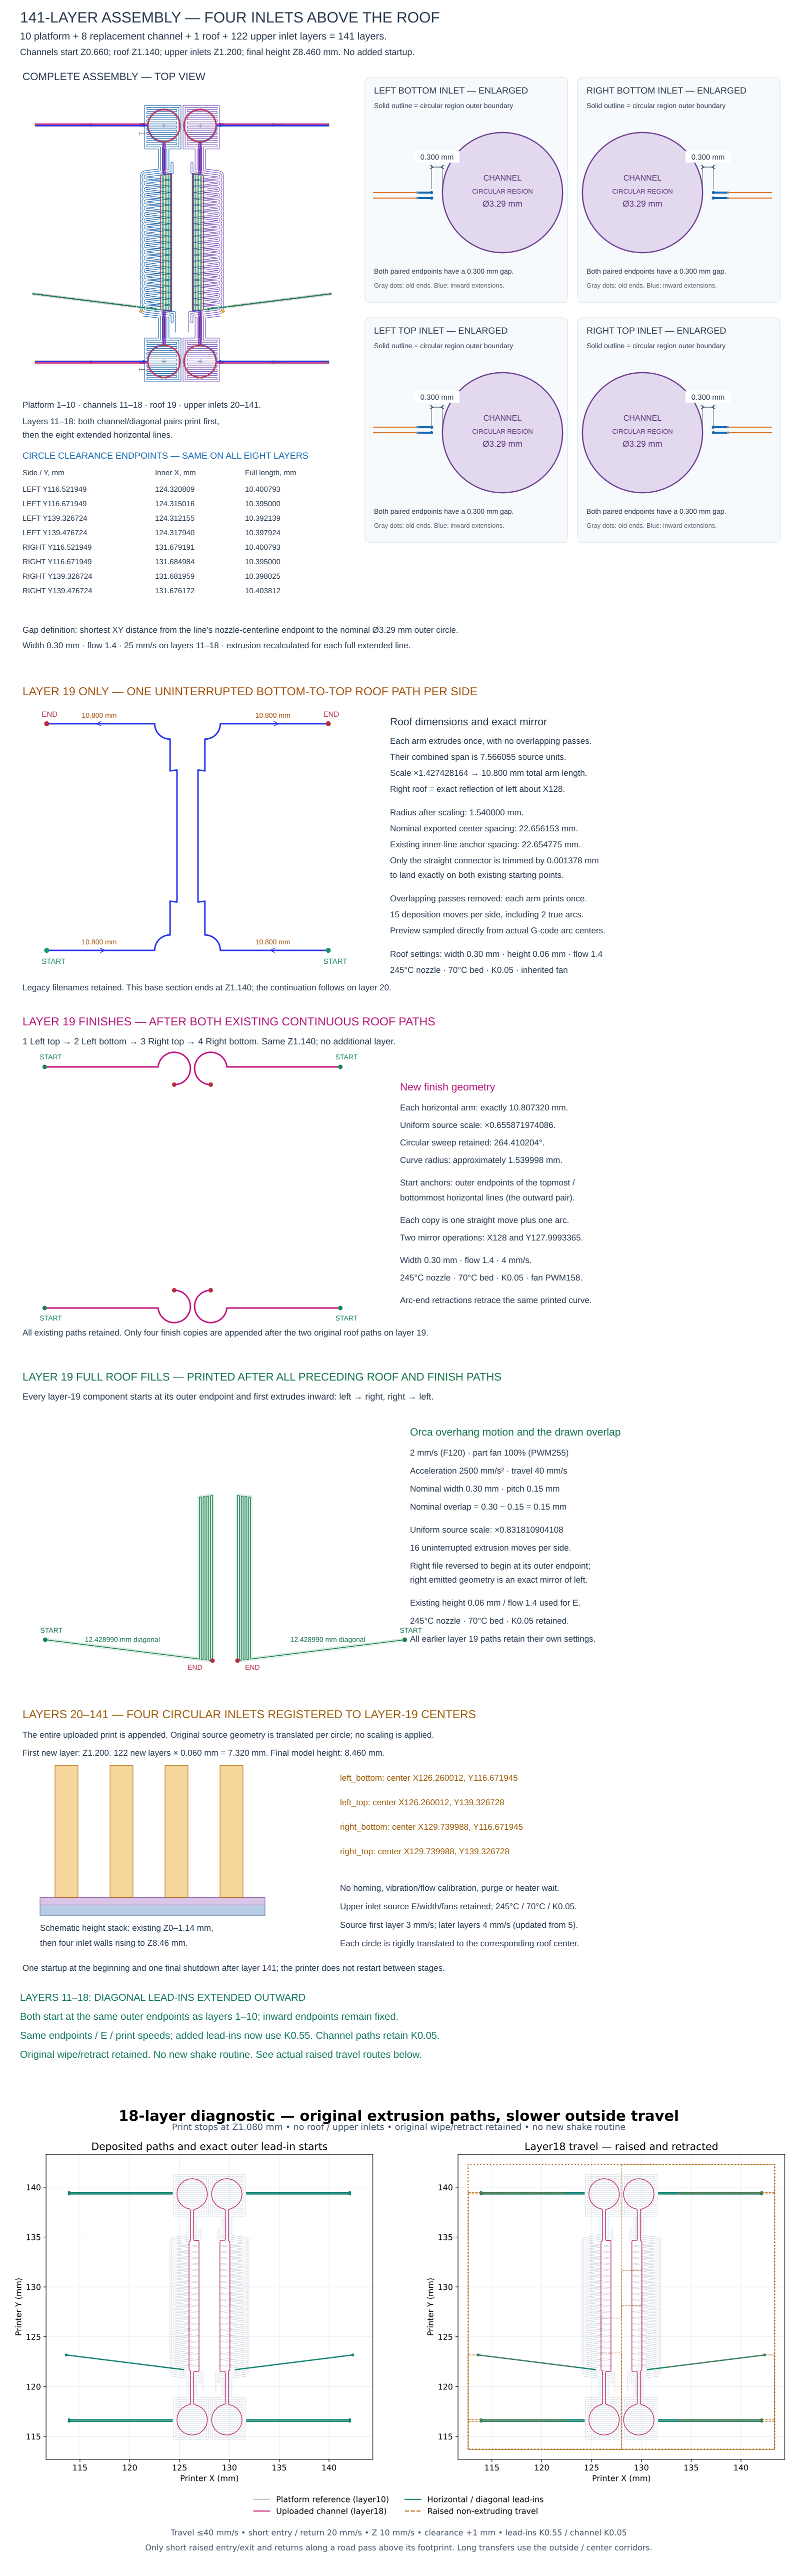 141-LAYER ASSEMBLY — FOUR INLETS ABOVE THE ROOF
10 platform + 8 replacement channel + 1 roof + 122 upper inlet layers = 141 layers.
Channels start Z0.660; roof Z1.140; upper inlets Z1.200; final height Z8.460 mm. No added startup.
COMPLETE ASSEMBLY — TOP VIEW
LEFT BOTTOM INLET — ENLARGED
Solid outline = circular region outer boundary
0.300 mm
CHANNEL
CIRCULAR REGION
Ø3.29 mm
Both paired endpoints have a 0.300 mm gap.
Gray dots: old ends. Blue: inward extensions.
RIGHT BOTTOM INLET — ENLARGED
Solid outline = circular region outer boundary
0.300 mm
CHANNEL
CIRCULAR REGION
Ø3.29 mm
Both paired endpoints have a 0.300 mm gap.
Gray dots: old ends. Blue: inward extensions.
LEFT TOP INLET — ENLARGED
Solid outline = circular region outer boundary
0.300 mm
CHANNEL
CIRCULAR REGION
Ø3.29 mm
Both paired endpoints have a 0.300 mm gap.
Gray dots: old ends. Blue: inward extensions.
RIGHT TOP INLET — ENLARGED
Solid outline = circular region outer boundary
0.300 mm
CHANNEL
CIRCULAR REGION
Ø3.29 mm
Both paired endpoints have a 0.300 mm gap.
Gray dots: old ends. Blue: inward extensions.
Platform 1–10 · channels 11–18 · roof 19 · upper inlets 20–141.
Layers 11–18: both channel/diagonal pairs print first,
then the eight extended horizontal lines.
CIRCLE CLEARANCE ENDPOINTS — SAME ON ALL EIGHT LAYERS
Side / Y, mm Inner X, mm Full length, mm
LEFT Y116.521949 124.320809 10.400793
LEFT Y116.671949 124.315016 10.395000
LEFT Y139.326724 124.312155 10.392139
LEFT Y139.476724 124.317940 10.397924
RIGHT Y116.521949 131.679191 10.400793
RIGHT Y116.671949 131.684984 10.395000
RIGHT Y139.326724 131.681959 10.398025
RIGHT Y139.476724 131.676172 10.403812
Gap definition: shortest XY distance from the line's nozzle-centerline endpoint to the nominal Ø3.29 mm outer circle.
Width 0.30 mm · flow 1.4 · 25 mm/s on layers 11–18 · extrusion recalculated for each full extended line.
LAYER 19 ONLY — ONE UNINTERRUPTED BOTTOM-TO-TOP ROOF PATH PER SIDE
END 10.800 mm 10.800 mm END
10.800 mm 10.800 mm
START START
Roof dimensions and exact mirror
Each arm extrudes once, with no overlapping passes.
Their combined span is 7.566055 source units.
Scale ×1.427428164 → 10.800 mm total arm length.
Right roof = exact reflection of left about X128.
Radius after scaling: 1.540000 mm.
Nominal exported center spacing: 22.656153 mm.
Existing inner-line anchor spacing: 22.654775 mm.
Only the straight connector is trimmed by 0.001378 mm
to land exactly on both existing starting points.
Overlapping passes removed: each arm prints once.
15 deposition moves per side, including 2 true arcs.
Preview sampled directly from actual G-code arc centers.
Roof settings: width 0.30 mm · height 0.06 mm · flow 1.4
245°C nozzle · 70°C bed · K0.05 · inherited fan
Legacy filenames retained. This base section ends at Z1.140; the continuation follows on layer 20.
LAYER 19 FINISHES — AFTER BOTH EXISTING CONTINUOUS ROOF PATHS
1 Left top → 2 Left bottom → 3 Right top → 4 Right bottom. Same Z1.140; no additional layer.
START START
START START
New finish geometry
Each horizontal arm: exactly 10.807320 mm.
Uniform source scale: ×0.655871974086.
Circular sweep retained: 264.410204°.
Curve radius: approximately 1.539998 mm.
Start anchors: outer endpoints of the topmost /
bottommost horizontal lines (the outward pair).
Each copy is one straight move plus one arc.
Two mirror operations: X128 and Y127.9993365.
Width 0.30 mm · flow 1.4 · 4 mm/s.
245°C nozzle · 70°C bed · K0.05 · fan PWM158.
Arc-end retractions retrace the same printed curve.
All existing paths retained. Only four finish copies are appended after the two original roof paths on layer 19.
LAYER 19 FULL ROOF FILLS — PRINTED AFTER ALL PRECEDING ROOF AND FINISH PATHS
Every layer-19 component starts at its outer endpoint and first extrudes inward: left → right, right → left.
Orca overhang motion and the drawn overlap
2 mm/s (F120) · part fan 100% (PWM255)
Acceleration 2500 mm/s² · travel 40 mm/s
Nominal width 0.30 mm · pitch 0.15 mm
Nominal overlap = 0.30 − 0.15 = 0.15 mm
Uniform source scale: ×0.831810904108
16 uninterrupted extrusion moves per side.
Right file reversed to begin at its outer endpoint;
right emitted geometry is an exact mirror of left.
Existing height 0.06 mm / flow 1.4 used for E.
245°C nozzle · 70°C bed · K0.05 retained.
All earlier layer 19 paths retain their own settings.
START 12.428990 mm diagonal 12.428990 mm diagonal START
END END
LAYERS 20–141 — FOUR CIRCULAR INLETS REGISTERED TO LAYER-19 CENTERS
The entire uploaded print is appended. Original source geometry is translated per circle; no scaling is applied.
First new layer: Z1.200. 122 new layers × 0.060 mm = 7.320 mm. Final model height: 8.460 mm.
left_bottom: center X126.260012, Y116.671945
left_top: center X126.260012, Y139.326728
right_bottom: center X129.739988, Y116.671945
right_top: center X129.739988, Y139.326728
No homing, vibration/flow calibration, purge or heater wait.
Upper inlet source E/width/fans retained; 245°C / 70°C / K0.05.
Source first layer 3 mm/s; later layers 4 mm/s (updated from 5).
Each circle is rigidly translated to the corresponding roof center.
Schematic height stack: existing Z0–1.14 mm,
then four inlet walls rising to Z8.46 mm.
One startup at the beginning and one final shutdown after layer 141; the printer does not restart between stages.
LAYERS 11–18: DIAGONAL LEAD-INS EXTENDED OUTWARD
Both start at the same outer endpoints as layers 1–10; inward endpoints remain fixed.
Same endpoints / E / print speeds; added lead-ins now use K0.55. Channel paths retain K0.05.
Original wipe/retract retained. No new shake routine. See actual raised travel routes below.
18-layer diagnostic — original extrusion paths, slower outside travel
Print stops at Z1.080 mm • no roof / upper inlets • original wipe/retract retained • no new shake routine
Deposited paths and exact outer lead-in starts
Printer Y (mm)
140
135
130
125
120
115
115 120 125 130 135 140
Printer X (mm)
Layer18 travel — raised and retracted
Printer Y (mm)
140
135
130
125
120
115
115 120 125 130 135 140
Printer X (mm)
Platform reference (layer10)
Uploaded channel (layer18)
Horizontal / diagonal lead-ins
Raised non-extruding travel
Travel ≤40 mm/s • short entry / return 20 mm/s • Z 10 mm/s • clearance +1 mm • lead-ins K0.55 / channel K0.05
Only short raised entry/exit and returns along a road pass above its footprint. Long transfers use the outside / center corridors.